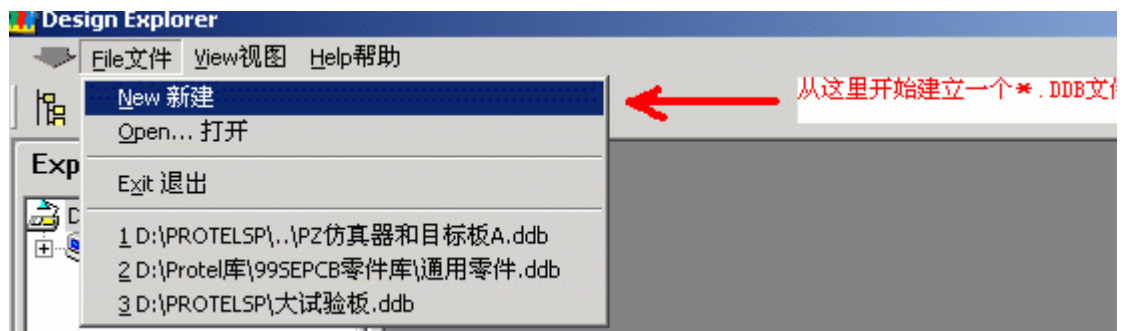 Design Explorer
File文件 View视图 Help帮助
New 新建
从这里开始建立一个*.DDB文件
Open... 打开
Exp
Exit 退出
D
1 D:\PROTELSP\..\PZ仿真器和目标板A.ddb
2 D:\Protel库\99SEPCB零件库\通用零件.ddb
3 D:\PROTELSP\大试验板.ddb